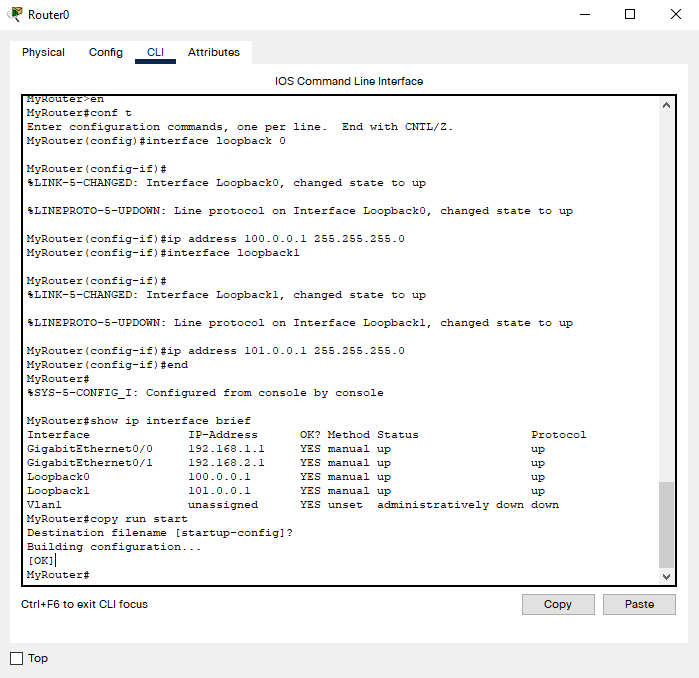 Router0
Physical Config CLI Attributes
IOS Command Line Interface
MyRouter>en
MyRouter#conf t
Enter configuration commands, one per line.  End with CNTL/Z.
MyRouter(config)#interface loopback 0
MyRouter(config-if)#
%LINK-5-CHANGED: Interface Loopback0, changed state to up
%LINEPROTO-5-UPDOWN: Line protocol on Interface Loopback0, changed state to up
MyRouter(config-if)#ip address 100.0.0.1 255.255.255.0
MyRouter(config-if)#interface loopback1
MyRouter(config-if)#
%LINK-5-CHANGED: Interface Loopback1, changed state to up
%LINEPROTO-5-UPDOWN: Line protocol on Interface Loopback1, changed state to up
MyRouter(config-if)#ip address 101.0.0.1 255.255.255.0
MyRouter(config-if)#end
MyRouter#
%SYS-5-CONFIG_I: Configured from console by console
MyRouter#show ip interface brief
Interface              IP-Address      OK? Method Status                Protocol
GigabitEthernet0/0     192.168.1.1     YES manual up                    up
GigabitEthernet0/1     192.168.2.1     YES manual up                    up
Loopback0              100.0.0.1       YES manual up                    up
Loopback1              101.0.0.1       YES manual up                    up
Vlan1                  unassigned      YES unset  administratively down down
MyRouter#copy run start
Destination filename [startup-config]?
Building configuration...
[OK]
MyRouter#
Ctrl+F6 to exit CLI focus
Copy Paste
Top